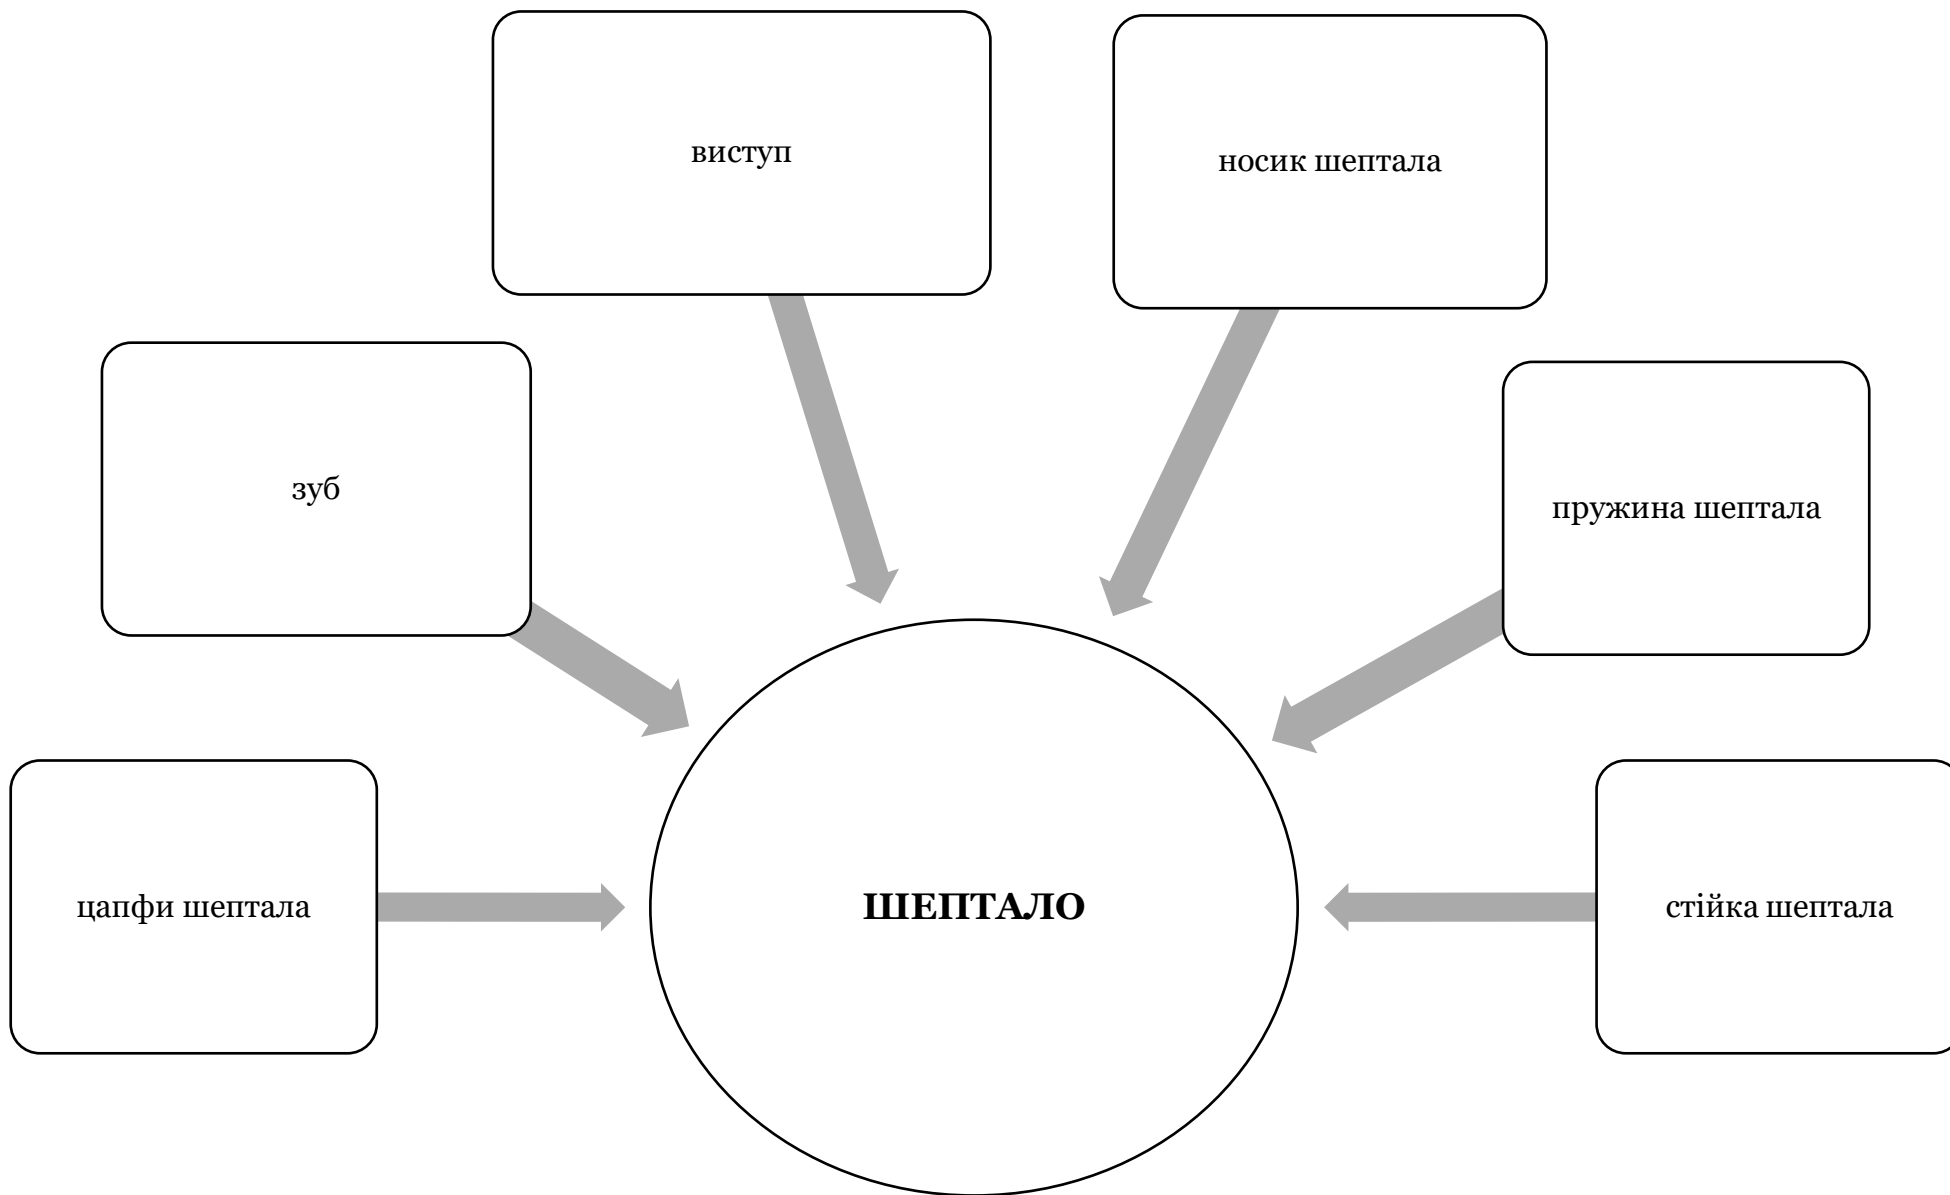 виступ
носик шептала
зуб
пружина шептала
цапфи шептала
ШЕПТАЛО
стійка шептала